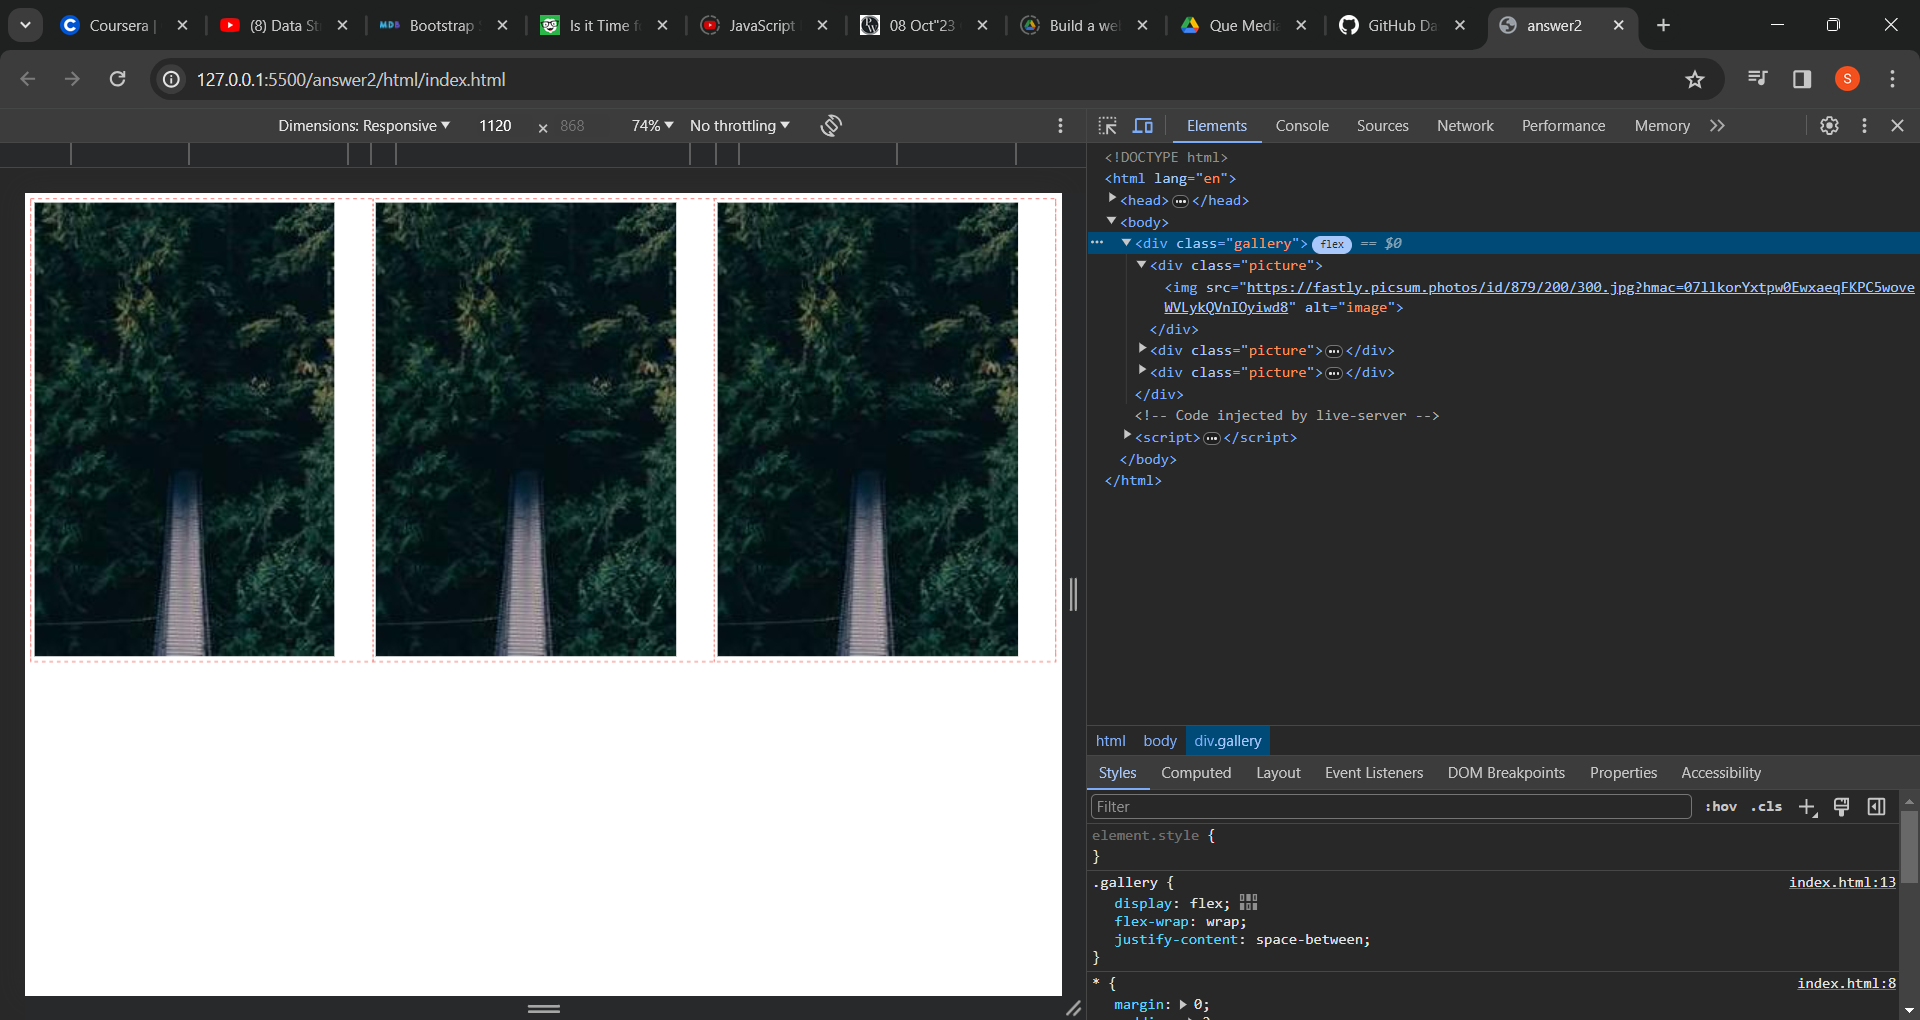 Coursera |
(8) Data St
MDB Bootstrap
Is it Time f
JavaScript
08 Oct"23
Build a we
Que Media
GitHub Da
answer2
127.0.0.1:5500/answer2/html/index.html
S
Dimensions: Responsive 1120 x 868 74% No throttling
Elements Console Sources Network Performance Memory
<!DOCTYPE html>
<html lang="en">
<head>…</head>
<body>
<div class="gallery"> flex == $0
<div class="picture">
<img src="https://fastly.picsum.photos/id/879/200/300.jpg?hmac=07llkorYxtpw0EwxaeqFKPC5wove
WVLykQVnIOyiwd8" alt="image">
</div>
<div class="picture">…</div>
<div class="picture">…</div>
</div>
<!-- Code injected by live-server -->
<script>…</script>
</body>
</html>
html body div.gallery
Styles Computed Layout Event Listeners DOM Breakpoints Properties Accessibility
Filter :hov .cls
element.style {
}
.gallery { index.html:13
display: flex;
flex-wrap: wrap;
justify-content: space-between;
}
* { index.html:8
margin: 0;